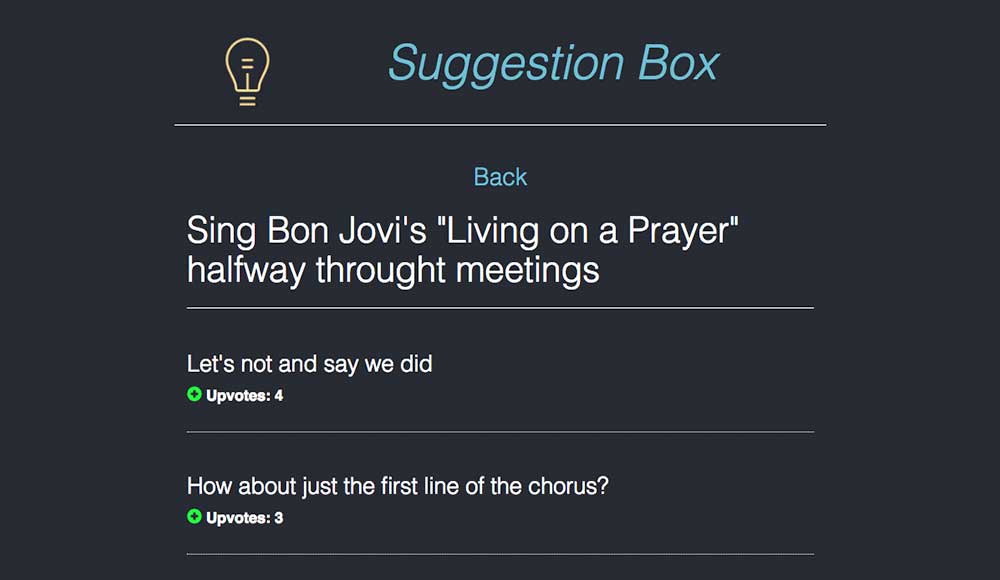 Suggestion Box
Back
Sing Bon Jovi's "Living on a Prayer"
halfway throught meetings
Let's not and say we did
Upvotes: 4
How about just the first line of the chorus?
Upvotes: 3